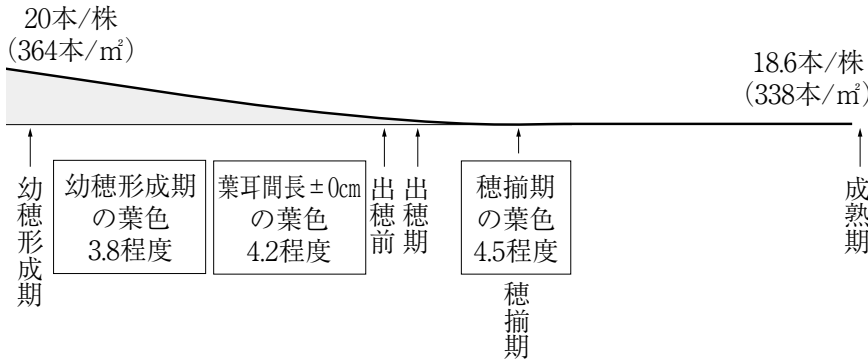 20本/株
（364本/㎡）
18.6本/株
（338本/㎡）
幼穂形成期
幼穂形成期
の葉色
3.8程度
葉耳間長±0cm
の葉色
4.2程度
出穂前
出穂期
穂揃期
の葉色
4.5程度
穂揃期
成熟期